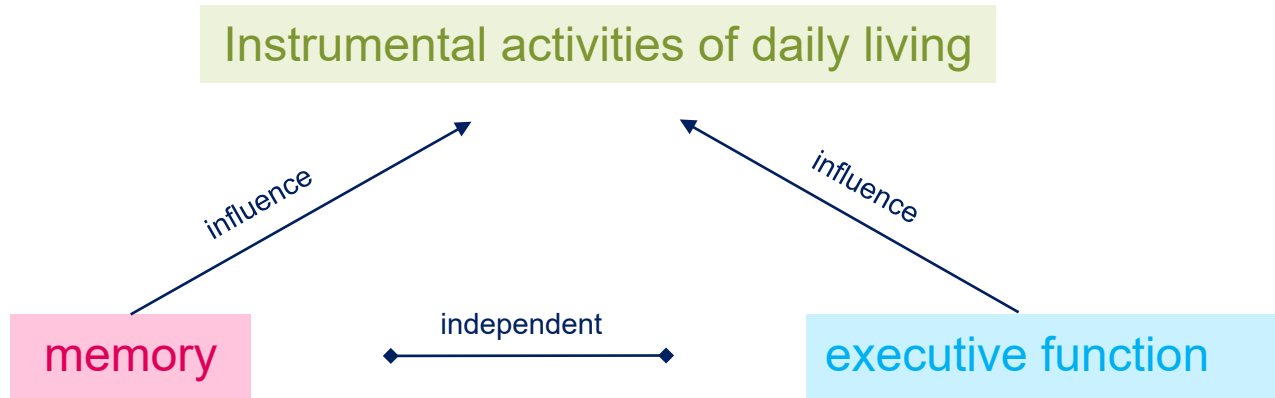 Instrumental activities of daily living
influence
influence
independent
memory
executive function